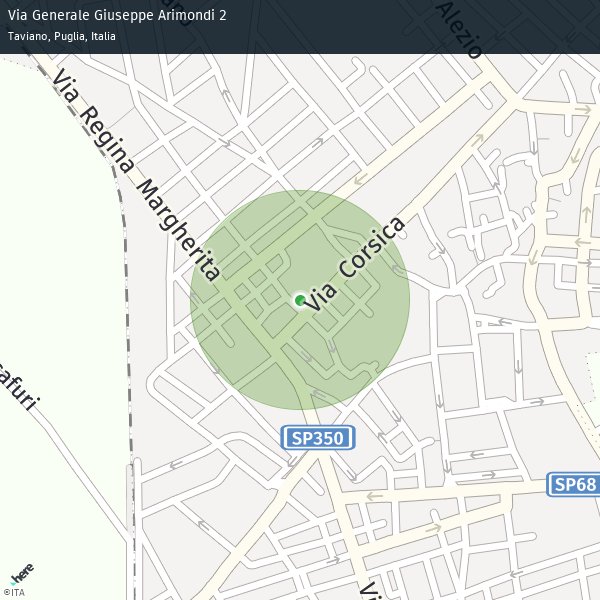 Via Generale Giuseppe Arimondi 2
Taviano, Puglia, Italia
Alezio
Via Regina Margherita
Via Corsica
SP350
SP68
here
©ITA